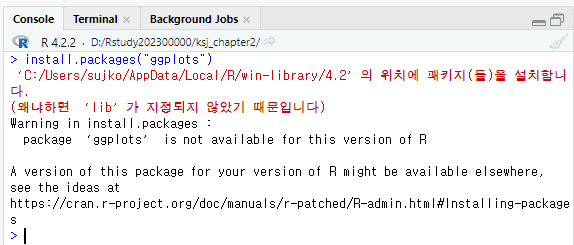 Console Terminal × Background Jobs ×
R 4.2.2 · D:/Rstudy202300000/ksj_chapter2/
> install.packages("ggplots")
‘C:/Users/sujko/AppData/Local/R/win-library/4.2’의 위치에 패키지(들)을 설치합니
다.
(왜냐하면 ‘lib’가 지정되지 않았기 때문입니다)
Warning in install.packages :
package ‘ggplots’ is not available for this version of R
A version of this package for your version of R might be available elsewhere,
see the ideas at
https://cran.r-project.org/doc/manuals/r-patched/R-admin.html#Installing-package
s
>